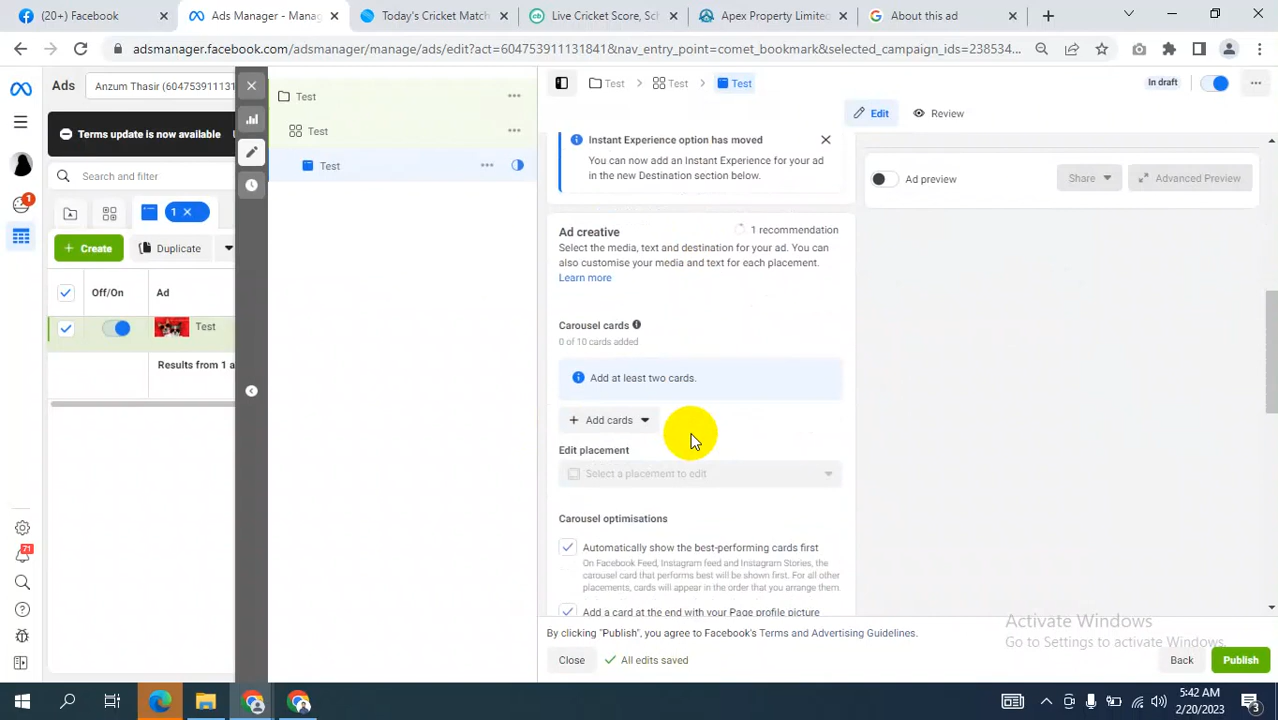 (20+) Facebook
Ads Manager - Manag
Today's Cricket Match
Live Cricket Score, Sch
Apex Property Limited
About this ad
adsmanager.facebook.com/adsmanager/manage/ads/edit?act=604753911131841&nav_entry_point=comet_bookmark&selected_campaign_ids=238534...
Ads
Anzum Thasir (6047539111318
Test
Test
Test
In draft
Terms update is now available
Edit
Review
Search and filter
Test
Test
Test
1
Create
Duplicate
Off/On
Ad
Test
Results from 1 a
Instant Experience option has moved
You can now add an Instant Experience for your ad
in the new Destination section below.
Ad preview
Share
Advanced Preview
Ad creative
1 recommendation
Select the media, text and destination for your ad. You can
also customise your media and text for each placement.
Learn more
Carousel cards
0 of 10 cards added
Add at least two cards.
Add cards
Edit placement
Select a placement to edit
Carousel optimisations
Automatically show the best-performing cards first
On Facebook Feed, Instagram feed and Instagram Stories, the
carousel card that performs best will be shown first. For all other
placements, cards will appear in the order that you arrange them
Add a card at the end with your Page profile picture
71
1
Activate Windows
Go to Settings to activate Windows.
By clicking "Publish", you agree to Facebook's Terms and Advertising Guidelines.
Close
All edits saved
Back
Publish
5:42 AM
2/20/2023
3